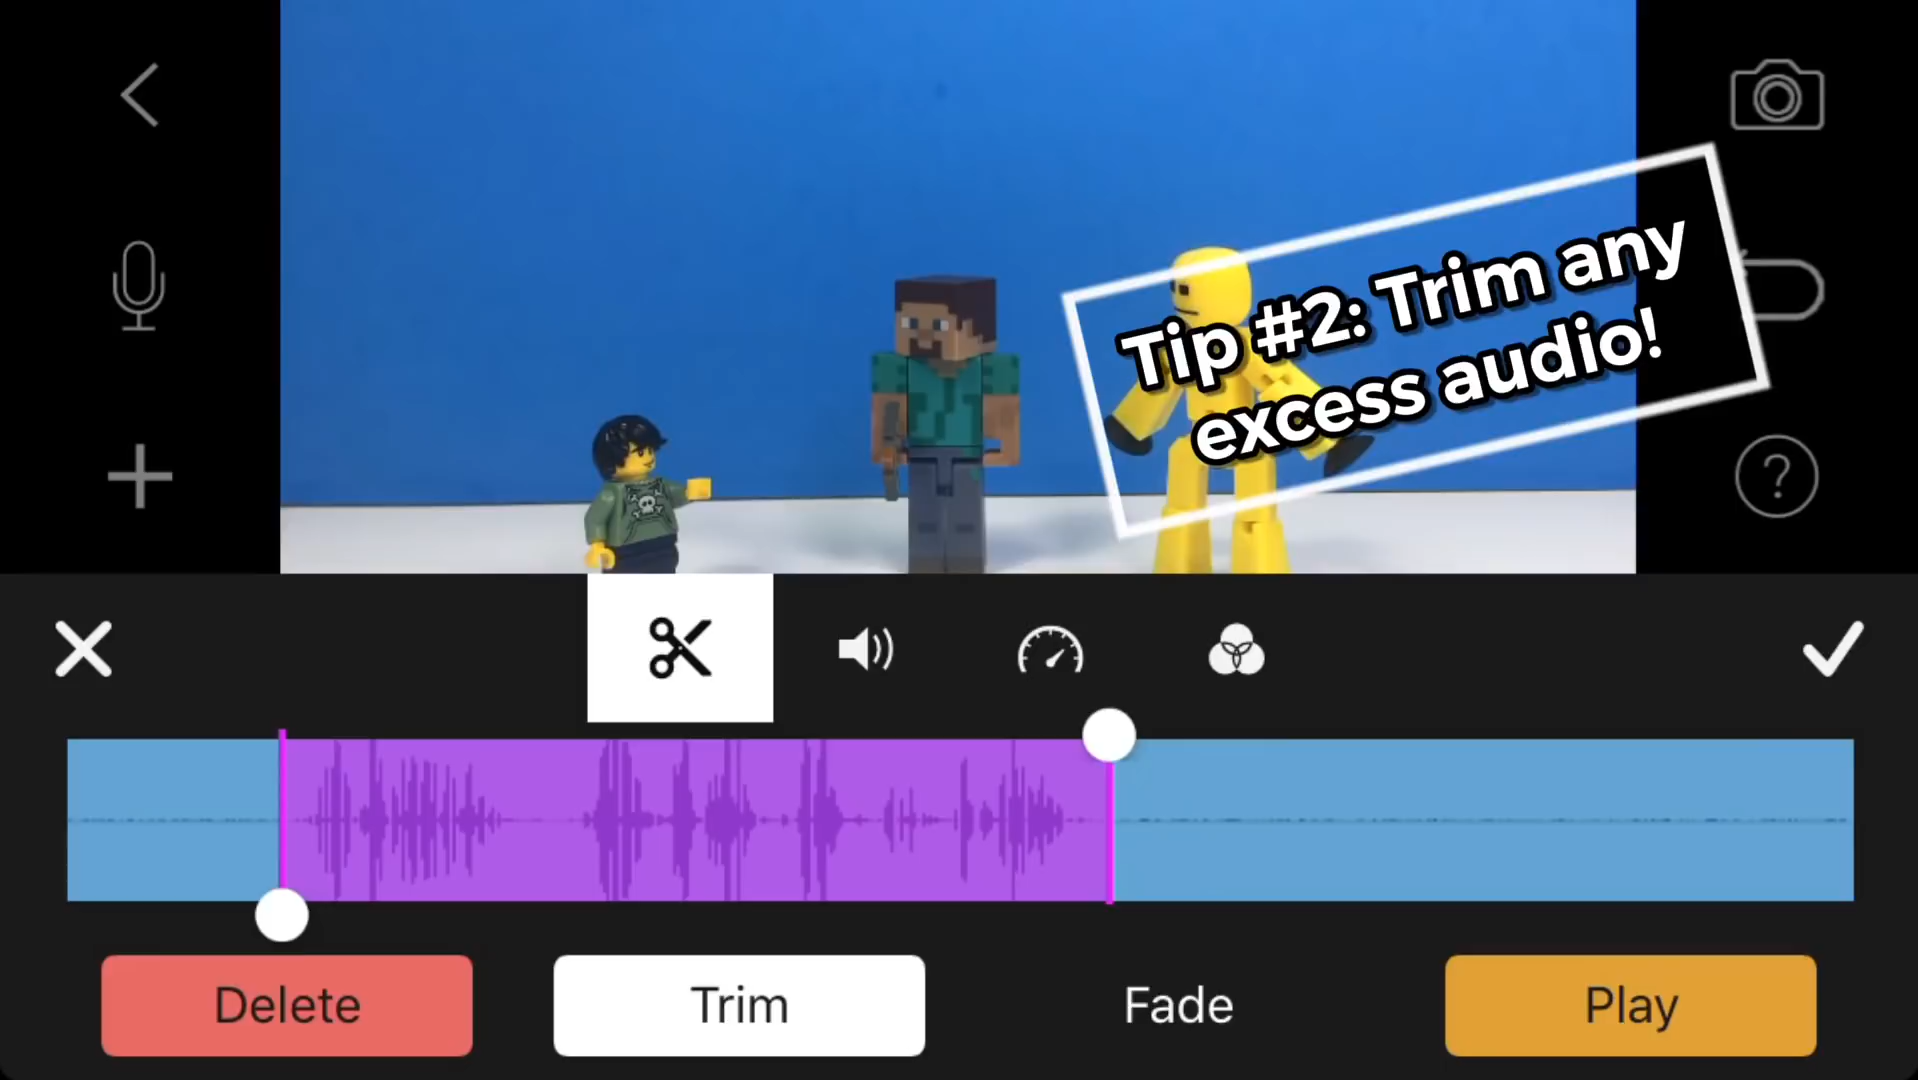 Tip #2: Trim any
excess audio!
?
Delete
Trim
Fade
Play